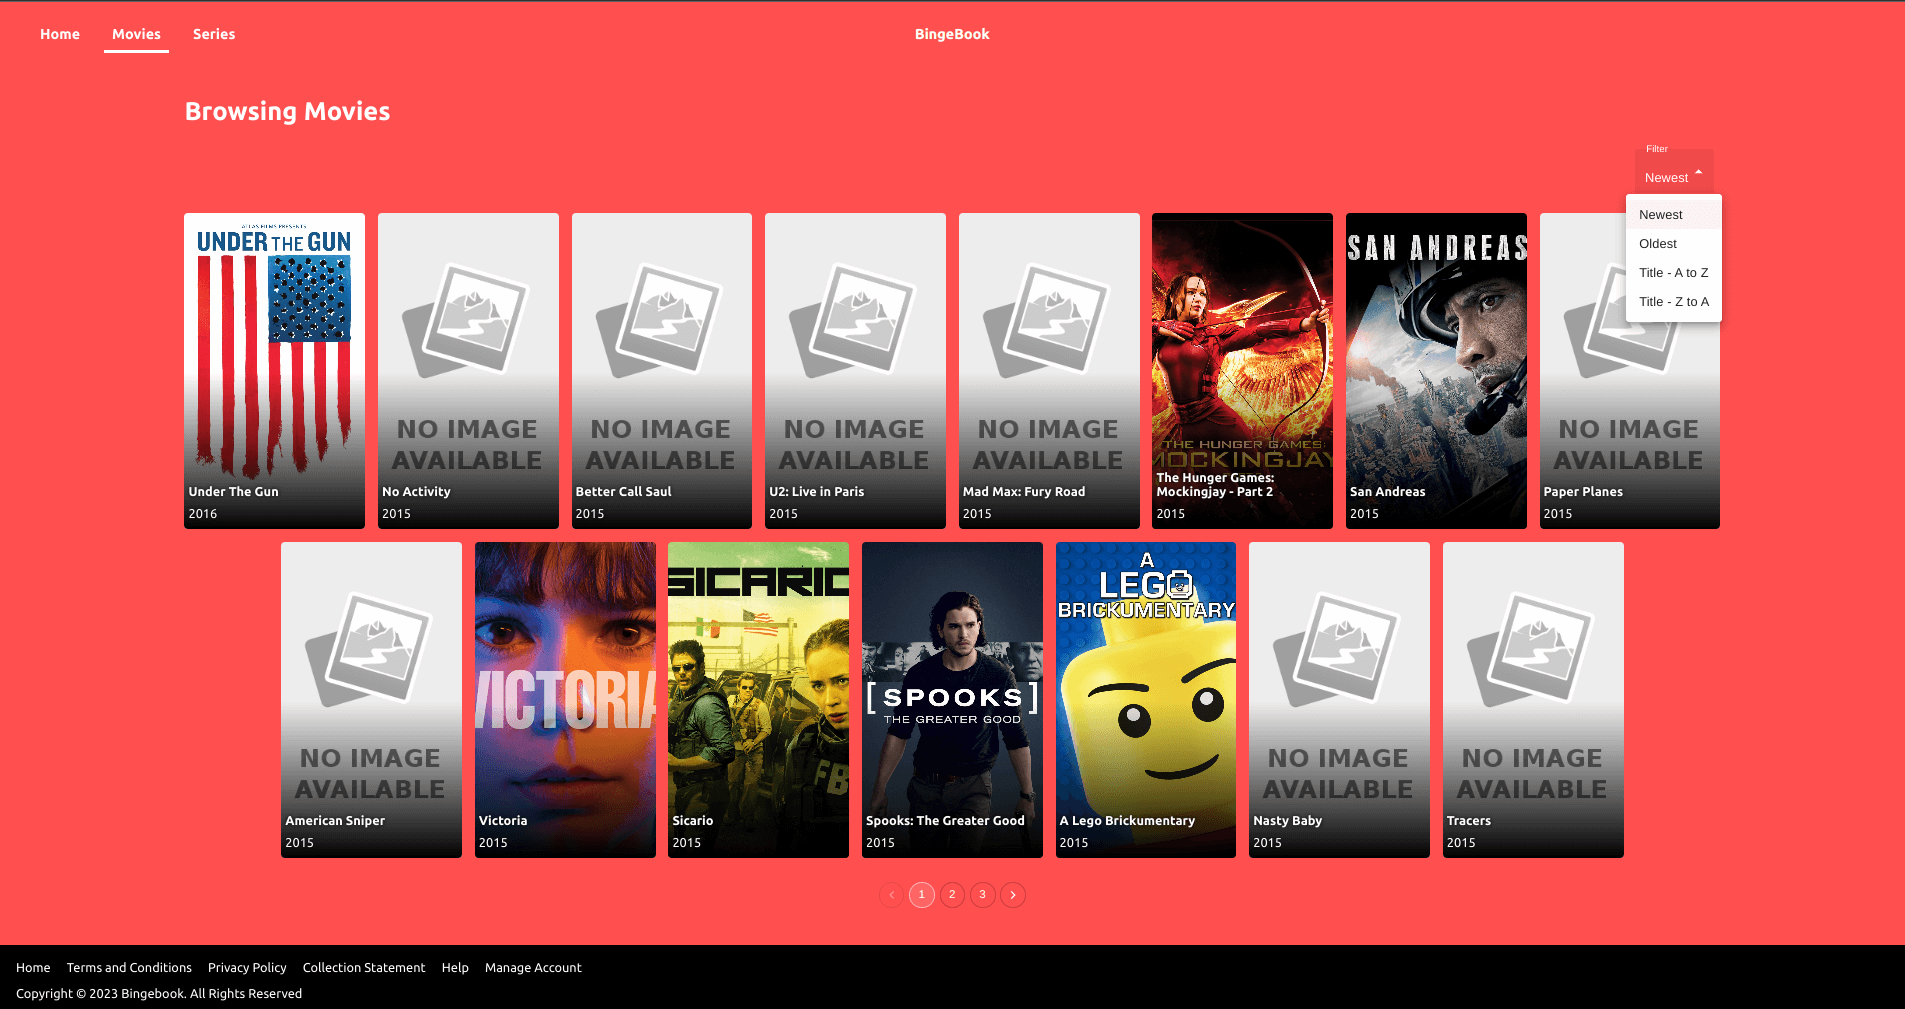 Home Movies Series BingeBook
Browsing Movies
Filter
Newest
Newest
Oldest
Title - A to Z
Title - Z to A
ATLAS FILMS PRESENTS
UNDER THE GUN
Under The Gun
2016
NO IMAGE
AVAILABLE
No Activity
2015
NO IMAGE
AVAILABLE
Better Call Saul
2015
NO IMAGE
AVAILABLE
U2: Live in Paris
2015
NO IMAGE
AVAILABLE
Mad Max: Fury Road
2015
THE HUNGER GAMES:
MOCKINGJAY
The Hunger Games:
Mockingjay - Part 2
2015
SAN ANDREAS
San Andreas
2015
NO IMAGE
AVAILABLE
Paper Planes
2015
NO IMAGE
AVAILABLE
American Sniper
2015
VICTORIA
Victoria
2015
SICARIO
FB
Sicario
2015
[SPOOKS]
THE GREATER GOOD
Spooks: The Greater Good
2015
A
LEGO
BRICKUMENTARY
A Lego Brickumentary
2015
NO IMAGE
AVAILABLE
Nasty Baby
2015
NO IMAGE
AVAILABLE
Tracers
2015
‹ 1 2 3 ›
Home Terms and Conditions Privacy Policy Collection Statement Help Manage Account
Copyright © 2023 Bingebook. All Rights Reserved